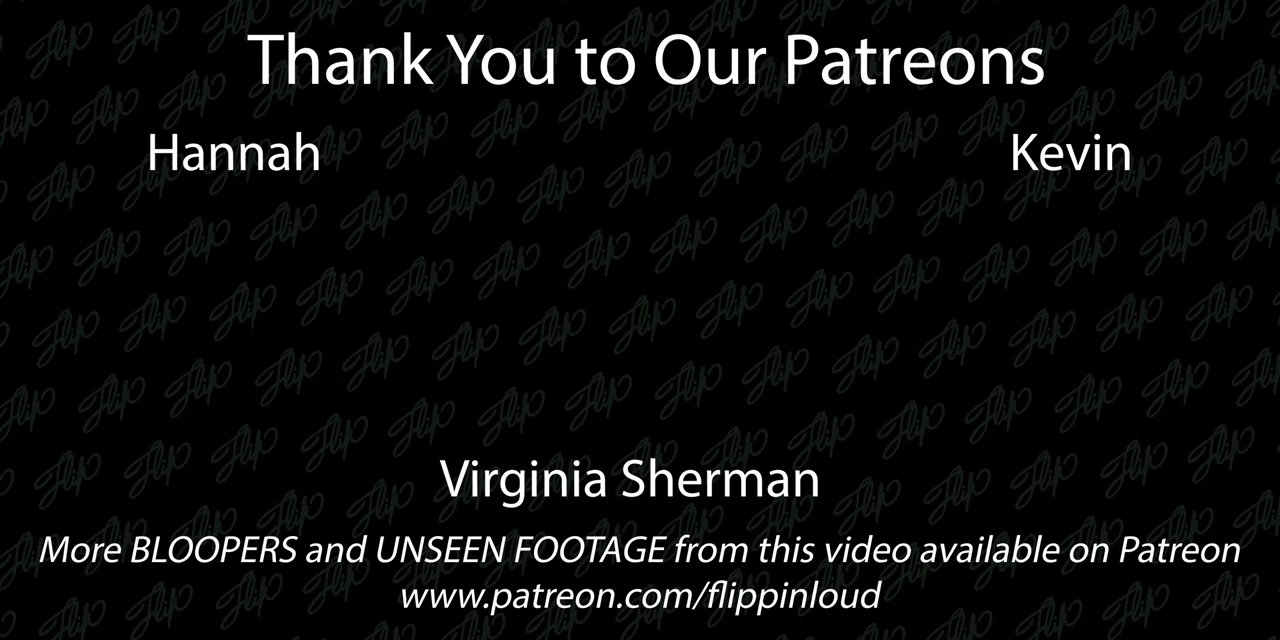 Thank You to Our Patreons
Hannah Kevin
Virginia Sherman
More BLOOPERS and UNSEEN FOOTAGE from this video available on Patreon
www.patreon.com/flippinloud